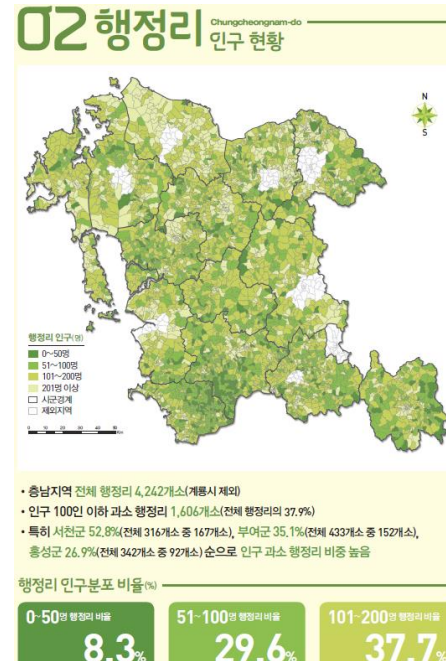 02 행정리 Chungcheongnam-do
인구 현황
N
S
행정리 인구(명)
0~50명
51~100명
101~200명
201명 이상
시군경계
제외지역
• 충남지역 전체 행정리 4,242개소(계룡시 제외)
• 인구 100인 이하 과소 행정리 1,606개소(전체 행정리의 37.9%)
• 특히 서천군 52.8%(전체 316개소 중 167개소), 부여군 35.1%(전체 433개소 중 152개소),
홍성군 26.9%(전체 342개소 중 92개소) 순으로 인구 과소 행정리 비중 높음
행정리 인구분포 비율(%)
0~50명 행정리 비율
8.3%
51~100명 행정리 비율
29.6%
101~200명 행정리 비율
37.7%